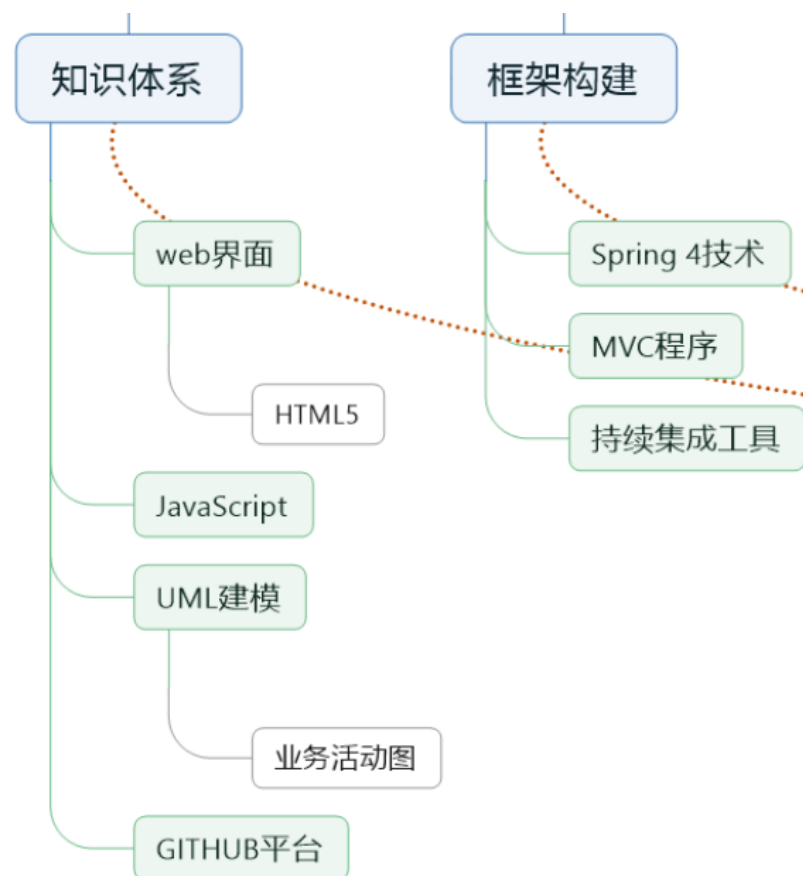 知识体系
web界面
HTML5
JavaScript
UML建模
业务活动图
GITHUB平台
框架构建
Spring 4技术
MVC程序
持续集成工具